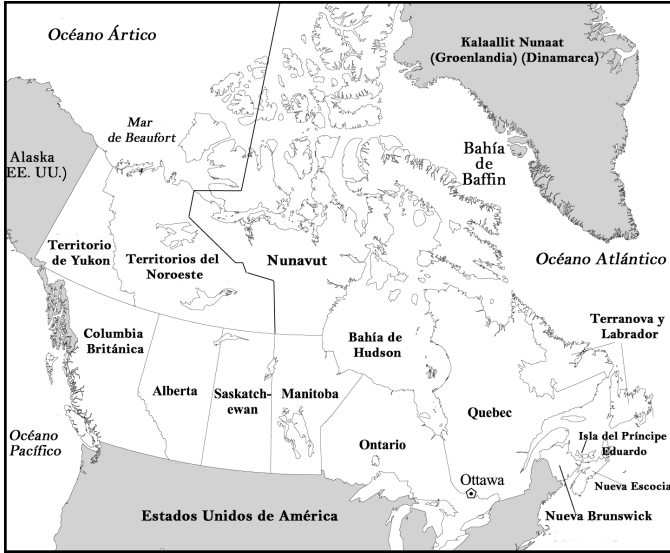 Océano Ártico
Kalaallit Nunaat
(Groenlandia) (Dinamarca)
Mar
de Beaufort
Bahía
de
Baffin
Alaska
EE. UU.)
Territorio
de Yukon
Territorios del
Noroeste
Nunavut
Océano Atlántico
Columbia
Británica
Bahía de
Hudson
Terranova y
Labrador
Alberta
Saskatch-
ewan
Manitoba
Quebec
Océano
Pacífico
Ontario
Isla del Príncipe
Eduardo
Ottawa
Nueva Escocia
Estados Unidos de América
Nueva Brunswick